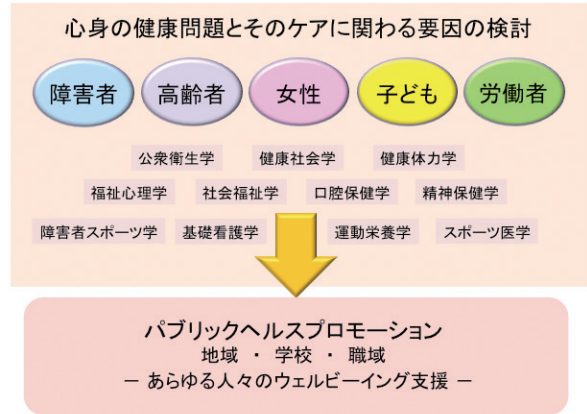 心身の健康問題とそのケアに関わる要因の検討
障害者 高齢者 女性 子ども 労働者
公衆衛生学 健康社会学 健康体力学
福祉心理学 社会福祉学 口腔保健学 精神保健学
障害者スポーツ学 基礎看護学 運動栄養学 スポーツ医学
パブリックヘルスプロモーション
地域 ・ 学校 ・ 職域
－ あらゆる人々のウェルビーイング支援 －